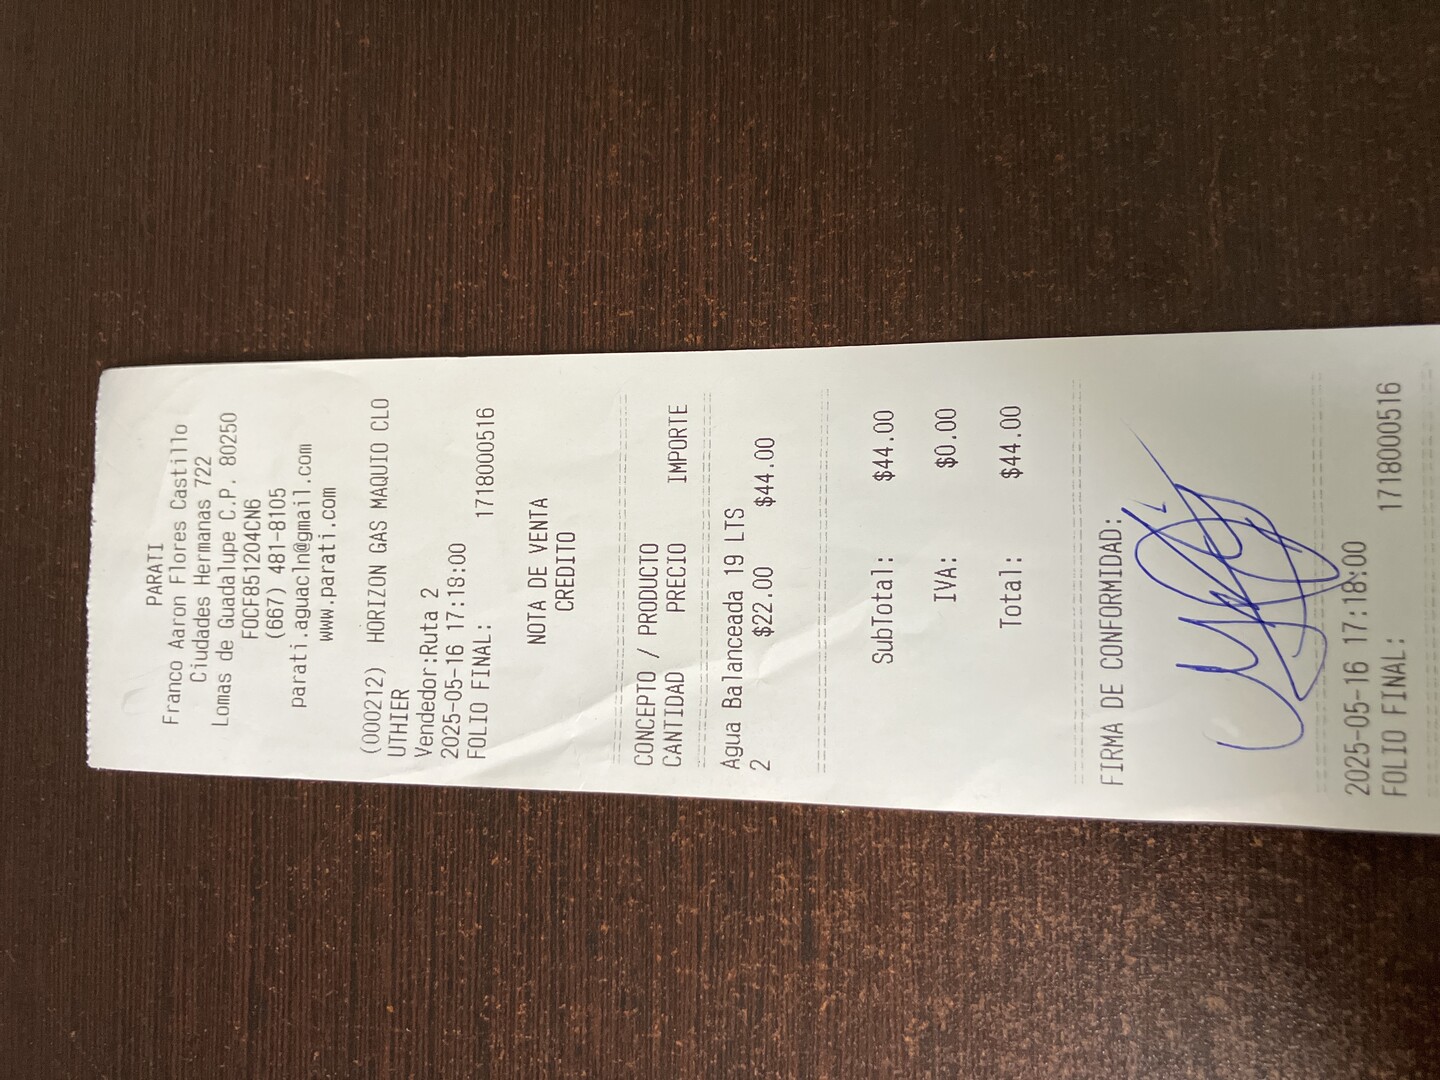 PARATI
Franco Aaron Flores Castillo
Ciudades Hermanas 722
Lomas de Guadalupe C.P. 80250
FOCF851204CN6
(667) 481-8105
parati.aguacln@gmail.com
www.parati.com
(000212) HORIZON GAS MAQUIO CLO
UTHIER
Vendedor:Ruta 2
2025-05-16 17:18:00
FOLIO FINAL: 1718000516
NOTA DE VENTA
CREDITO
CONCEPTO / PRODUCTO
CANTIDAD PRECIO IMPORTE
Agua Balanceada 19 LTS
2 $22.00 $44.00
SubTotal: $44.00
IVA: $0.00
Total: $44.00
FIRMA DE CONFORMIDAD:
2025-05-16 17:18:00
FOLIO FINAL: 1718000516